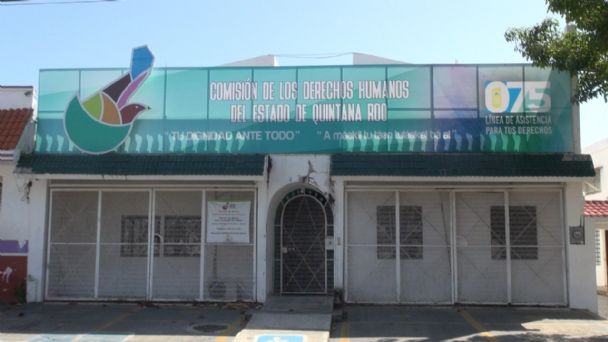 COMISIÓN DE LOS DERECHOS HUMANOS
DEL ESTADO DE QUINTANA ROO
"TU DIGNIDAD ANTE TODO"
075
LÍNEA DE ASISTENCIA
PARA TUS DERECHOS